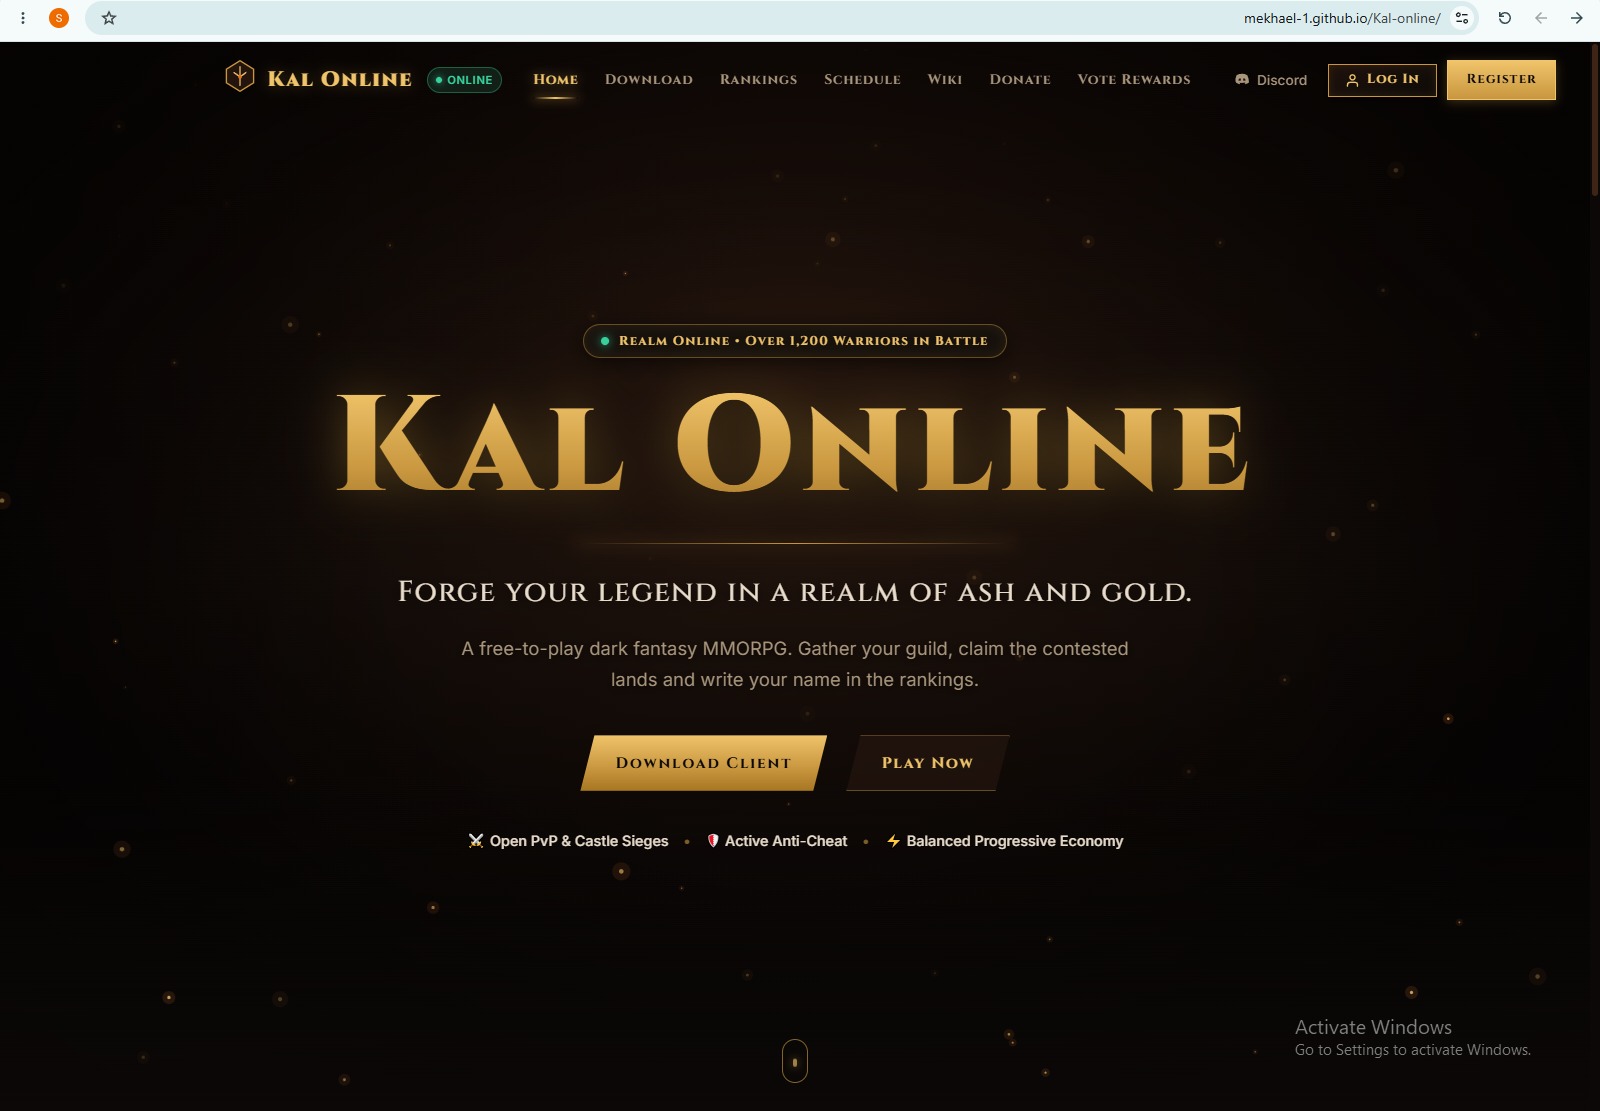 S
mekhael-1.github.io/Kal-online/
Kal Online
ONLINE
Home
Download
Rankings
Schedule
Wiki
Donate
Vote Rewards
Discord
Log In
Register
Realm Online • Over 1,200 Warriors in Battle
Kal Online
Forge your legend in a realm of ash and gold.
A free-to-play dark fantasy MMORPG. Gather your guild, claim the contested
lands and write your name in the rankings.
Download Client
Play Now
Open PvP & Castle Sieges • Active Anti-Cheat • Balanced Progressive Economy
Activate Windows
Go to Settings to activate Windows.